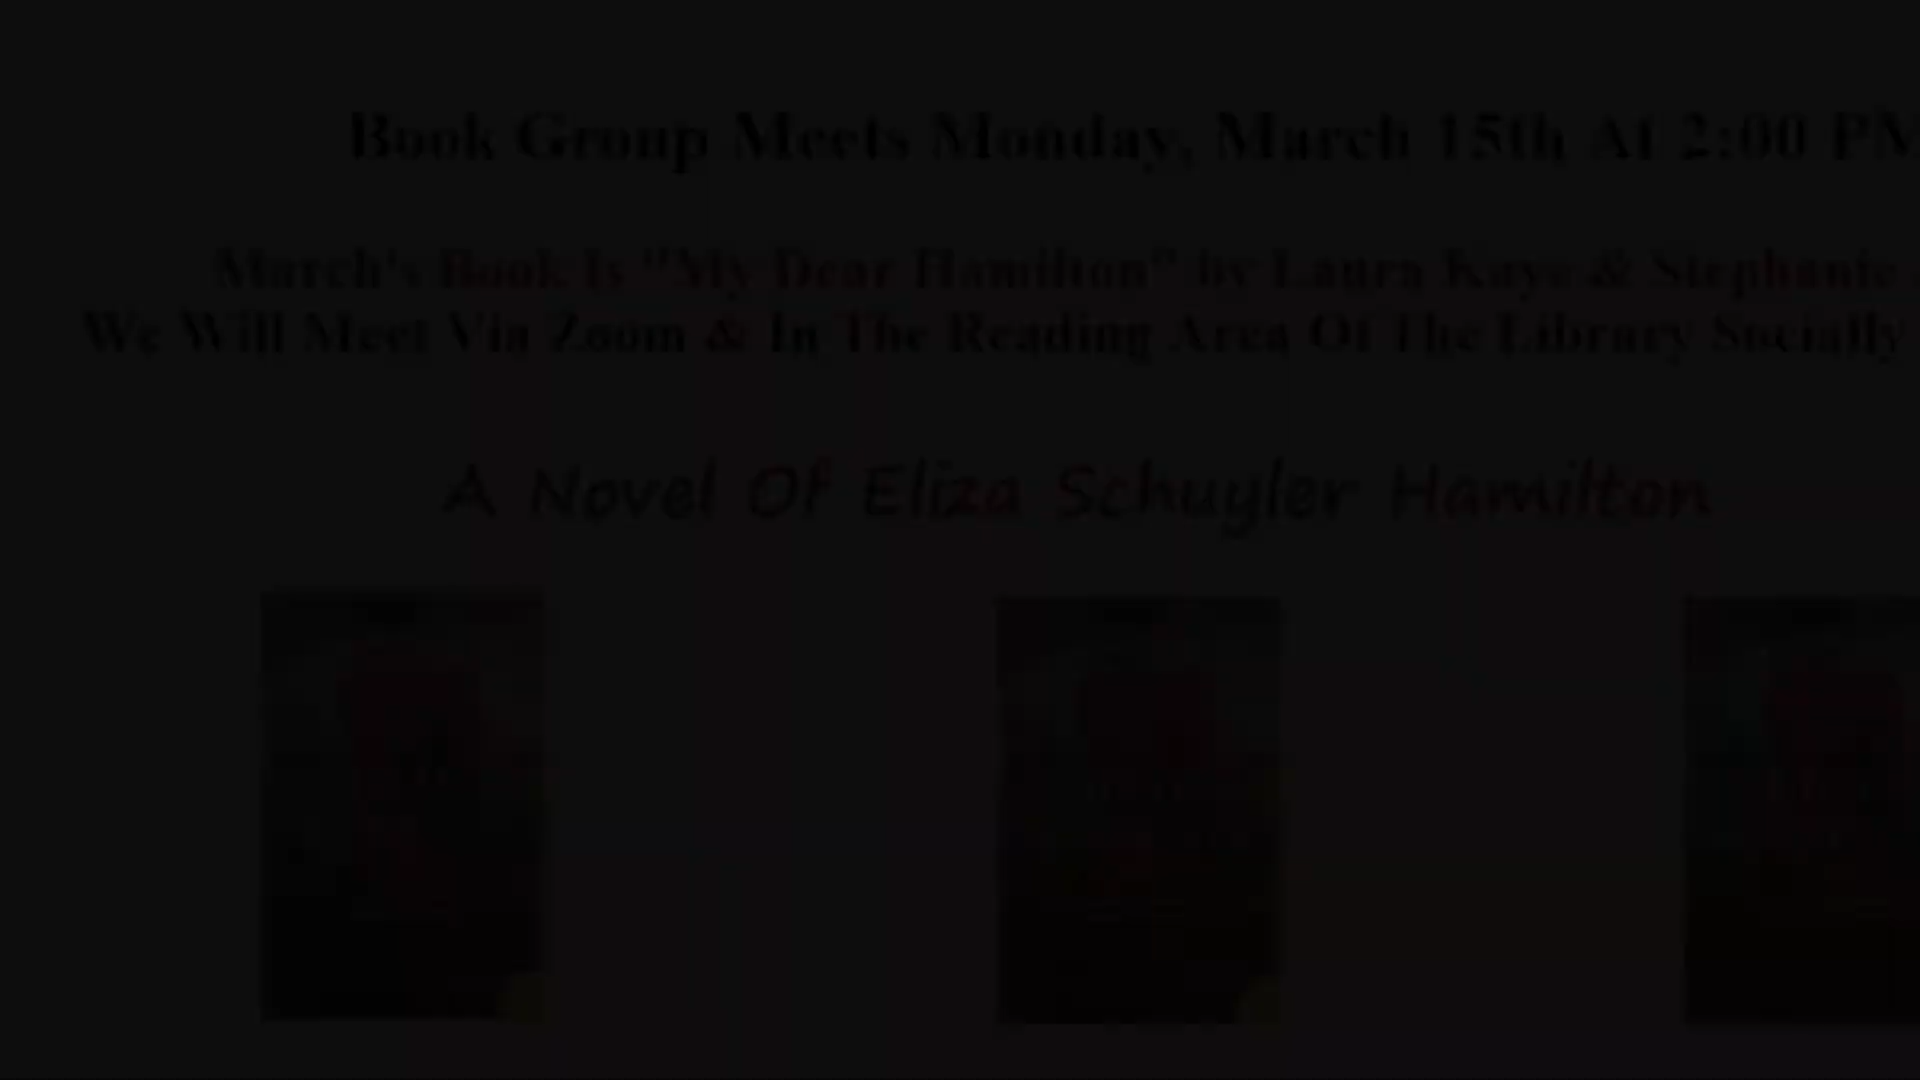 Book Group Meets Monday, March 15th At 2:00 PM
March's Book Is "My Dear Hamilton" by Laura Kaye & Stephanie
We Will Meet Via Zoom & In The Reading Area Of The Library Socially
A Novel Of Eliza Schuyler Hamilton